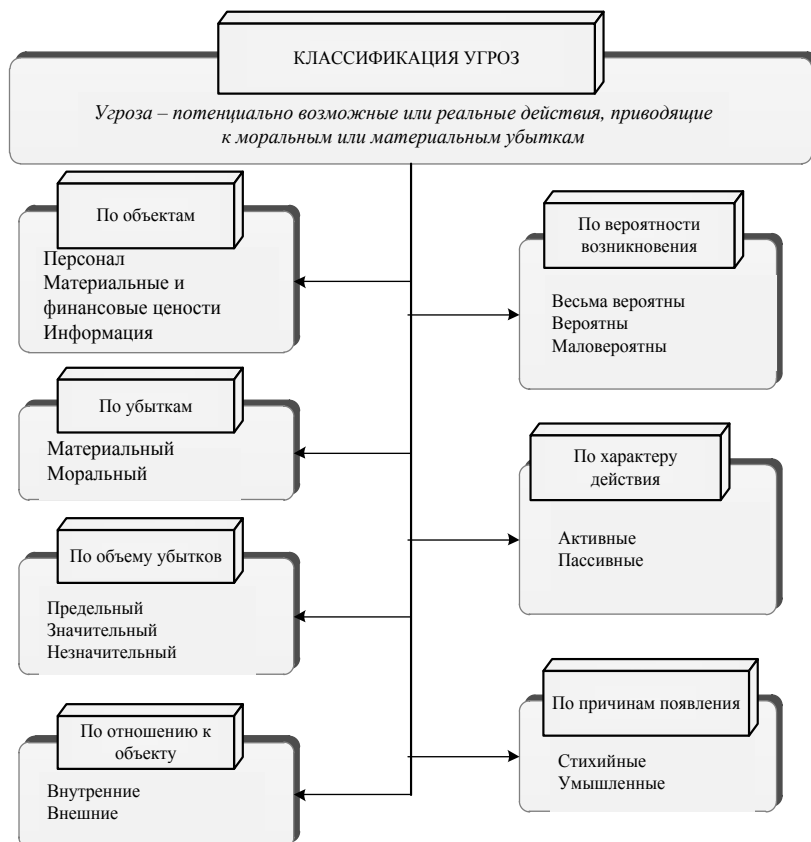 КЛАССИФИКАЦИЯ УГРОЗ
Угроза – потенциально возможные или реальные действия, приводящие
к моральным или материальным убыткам
По объектам
Персонал
Материальные и
финансовые цености
Информация
По убыткам
Материальный
Моральный
По объему убытков
Предельный
Значительный
Незначительный
По отношению к
объекту
Внутренние
Внешние
По вероятности
возникновения
Весьма вероятны
Вероятны
Маловероятны
По характеру
действия
Активные
Пассивные
По причинам появления
Стихийные
Умышленные